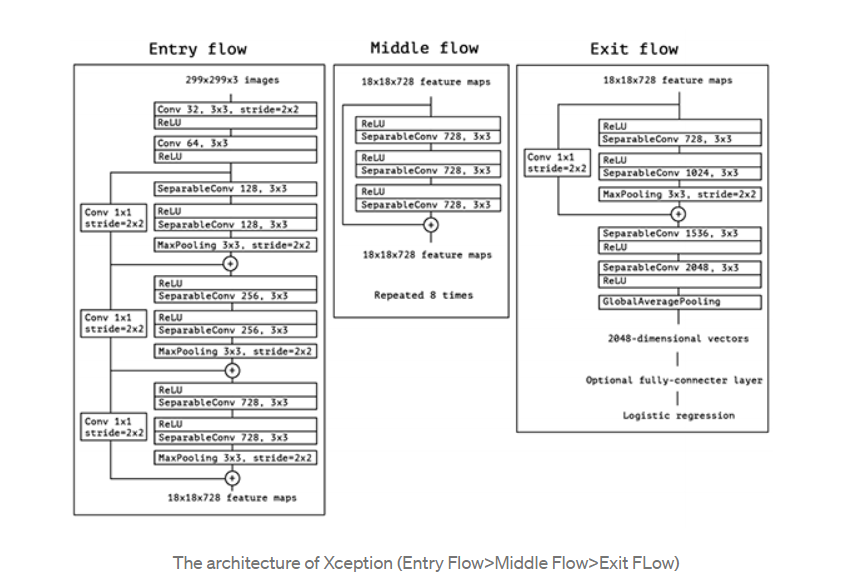 Entry flow
299x299x3 images
Conv 32, 3x3, stride=2x2
ReLU
Conv 64, 3x3
ReLU
SeparableConv 128, 3x3
ReLU
SeparableConv 128, 3x3
MaxPooling 3x3, stride=2x2
Conv 1x1
stride=2x2
ReLU
SeparableConv 256, 3x3
ReLU
SeparableConv 256, 3x3
MaxPooling 3x3, stride=2x2
Conv 1x1
stride=2x2
ReLU
SeparableConv 728, 3x3
ReLU
SeparableConv 728, 3x3
MaxPooling 3x3, stride=2x2
Conv 1x1
stride=2x2
18x18x728 feature maps
Middle flow
18x18x728 feature maps
ReLU
SeparableConv 728, 3x3
ReLU
SeparableConv 728, 3x3
ReLU
SeparableConv 728, 3x3
18x18x728 feature maps
Repeated 8 times
Exit flow
18x18x728 feature maps
ReLU
SeparableConv 728, 3x3
ReLU
SeparableConv 1024, 3x3
MaxPooling 3x3, stride=2x2
Conv 1x1
stride=2x2
SeparableConv 1536, 3x3
ReLU
SeparableConv 2048, 3x3
ReLU
GlobalAveragePooling
2048-dimensional vectors
Optional fully-connecter layer
Logistic regression
The architecture of Xception (Entry Flow>Middle Flow>Exit FLow)